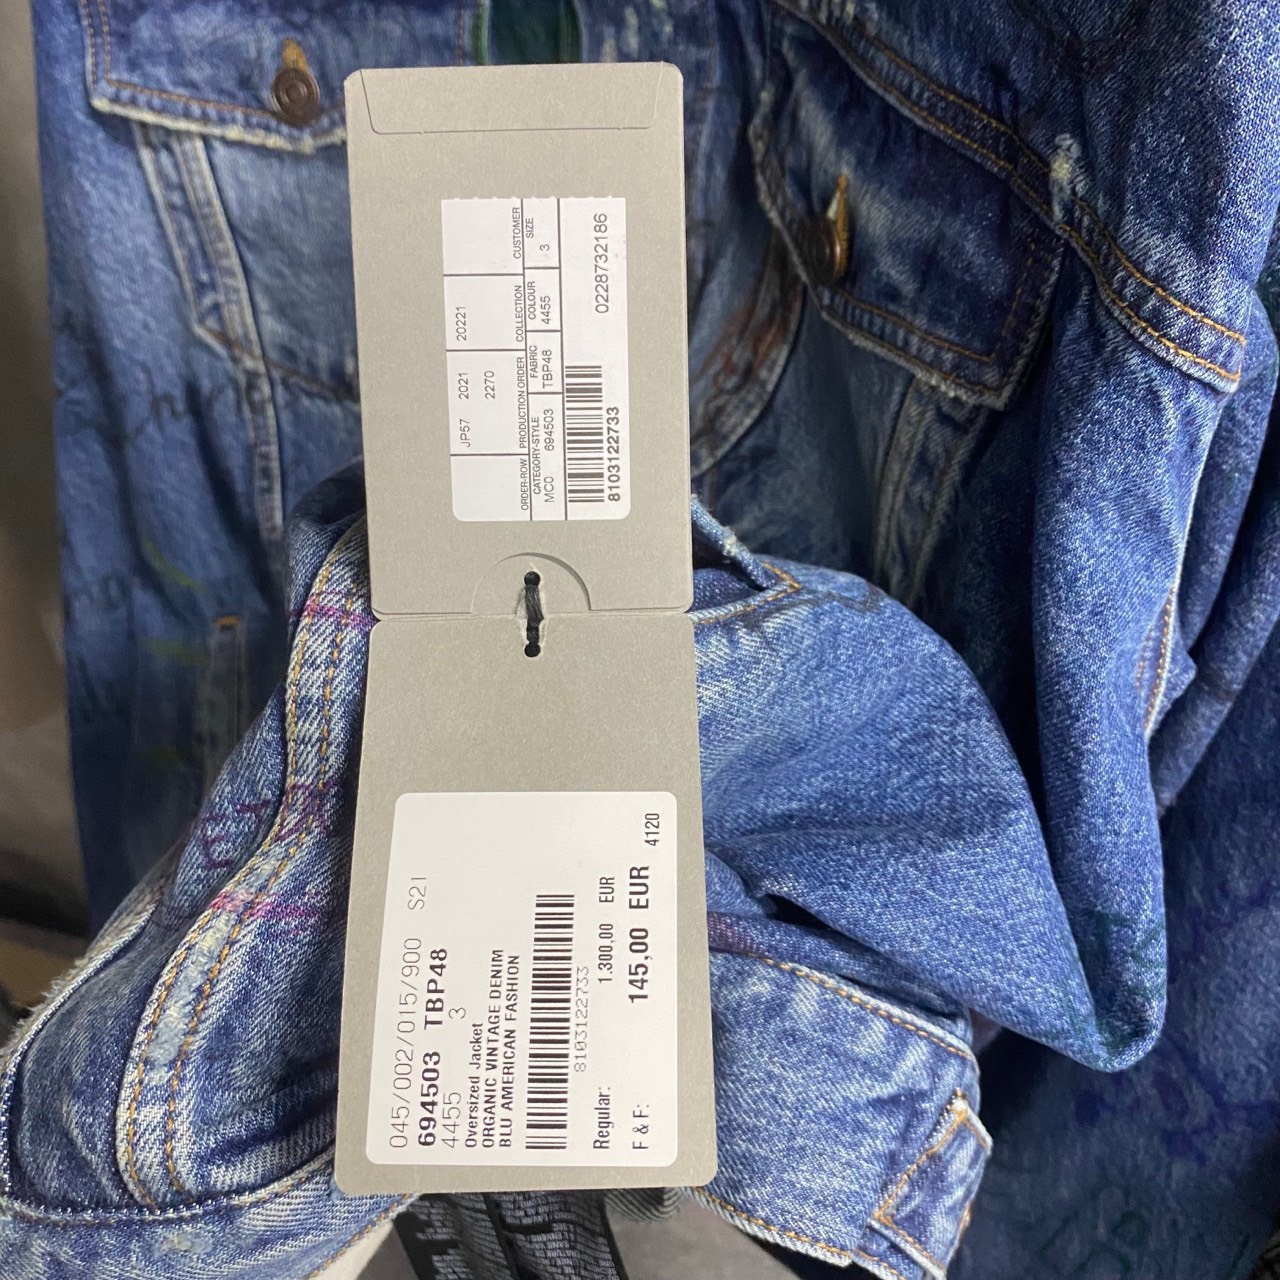 JP57 2021 20221
2270
ORDER-ROW PRODUCTION ORDER COLLECTION CUSTOMER
CATEGORY-STYLE FABRIC COLOUR SIZE
MC0 694503 TBP48 4455 3
8103122733 0228732186
045/002/015/900 S21
694503 TBP48
4455 3
Oversized Jacket
ORGANIC VINTAGE DENIM
BLU AMERICAN FASHION
8103122733
Regular: 1.300,00 EUR
F & F: 145,00 EUR 4120